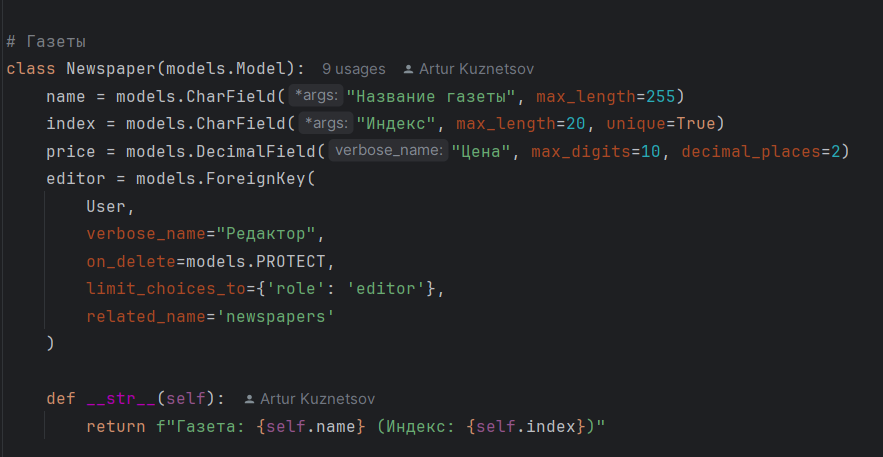 # Газеты
class Newspaper(models.Model): 9 usages Artur Kuznetsov
    name = models.CharField( *args: "Название газеты", max_length=255)
    index = models.CharField( *args: "Индекс", max_length=20, unique=True)
    price = models.DecimalField( verbose_name: "Цена", max_digits=10, decimal_places=2)
    editor = models.ForeignKey(
        User,
        verbose_name="Редактор",
        on_delete=models.PROTECT,
        limit_choices_to={'role': 'editor'},
        related_name='newspapers'
    )
    def __str__(self): Artur Kuznetsov
        return f"Газета: {self.name} (Индекс: {self.index})"